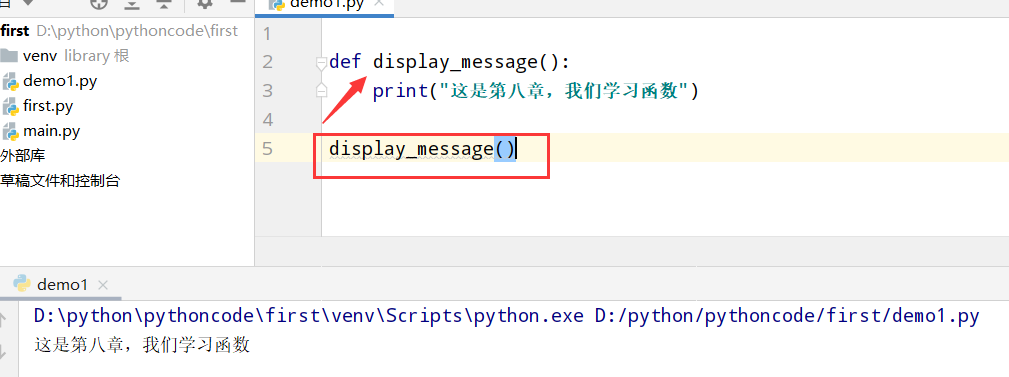 demo1.py
first D:\python\pythoncode\first
venv library 根
demo1.py
first.py
main.py
外部库
草稿文件和控制台
1
2 def display_message():
3 print("这是第八章，我们学习函数")
4
5 display_message()
demo1
D:\python\pythoncode\first\venv\Scripts\python.exe D:/python/pythoncode/first/demo1.py
这是第八章，我们学习函数